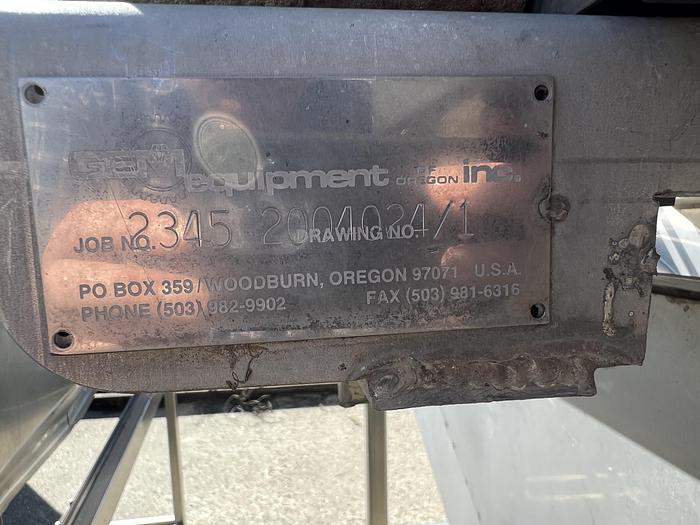 GEM equipment OF OREGON inc.
JOB NO. 2345 2004024/1 DRAWING NO.
PO BOX 359 / WOODBURN, OREGON 97071 U.S.A.
PHONE (503) 982-9902 FAX (503) 981-6316